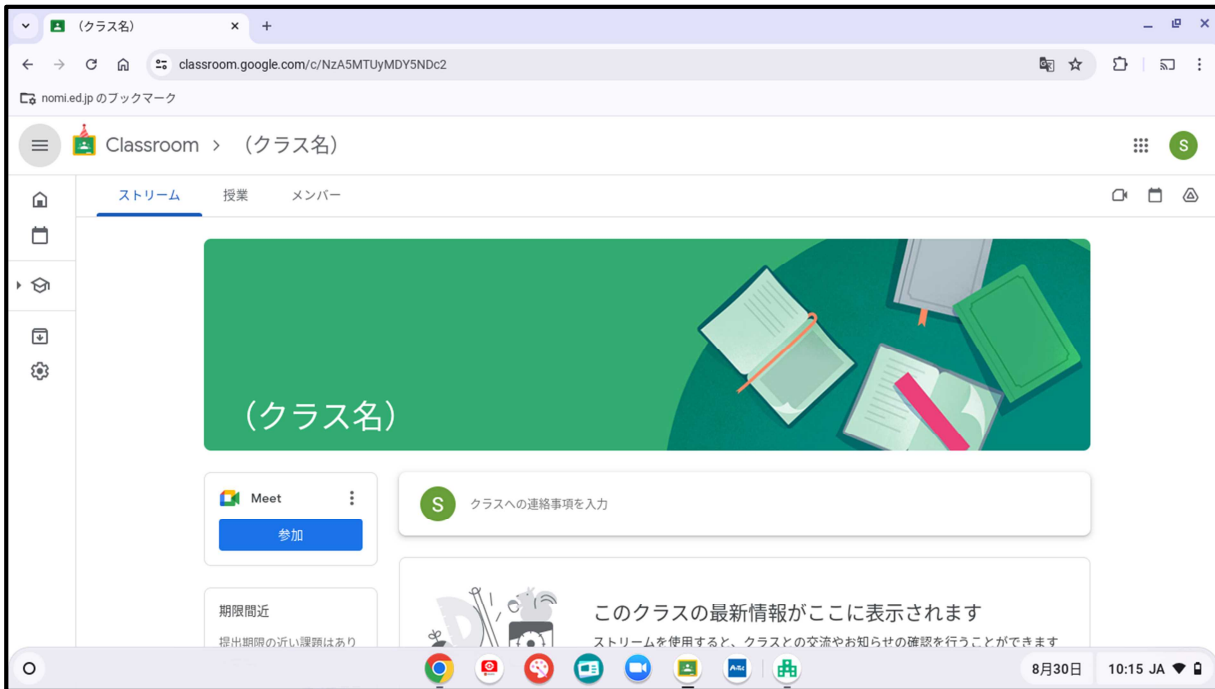 (クラス名)
classroom.google.com/c/NzA5MTUyMDY5NDc2
nomi.ed.jp のブックマーク
Classroom > (クラス名)
S
ストリーム 授業 メンバー
(クラス名)
Meet
S クラスへの連絡事項を入力
参加
期限間近
このクラスの最新情報がここに表示されます
提出期限の近い課題はあり
ストリームを使用すると、クラスとの交流やお知らせの確認を行うことができます
8月30日 10:15 JA